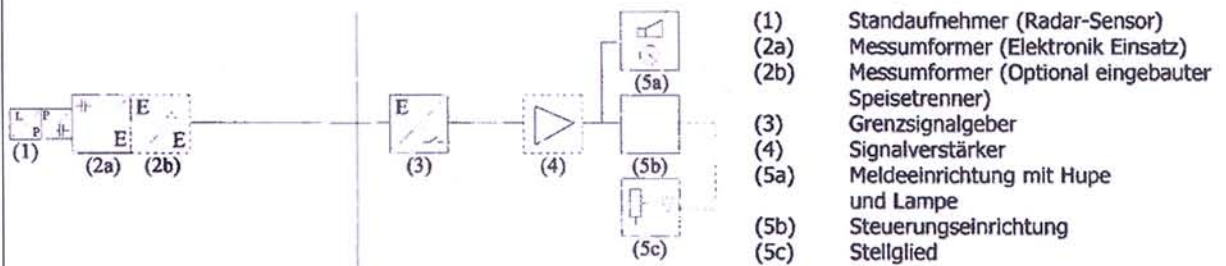 L
P
P
E
E
E
E
(1)
(2a)
(2b)
(3)
(4)
(5a)
(5b)
(5c)
(1) Standaufnehmer (Radar-Sensor)
(2a) Messumformer (Elektronik Einsatz)
(2b) Messumformer (Optional eingebauter
Speisetrenner)
(3) Grenzsignalgeber
(4) Signalverstärker
(5a) Meldeeinrichtung mit Hupe
und Lampe
(5b) Steuerungseinrichtung
(5c) Stellglied